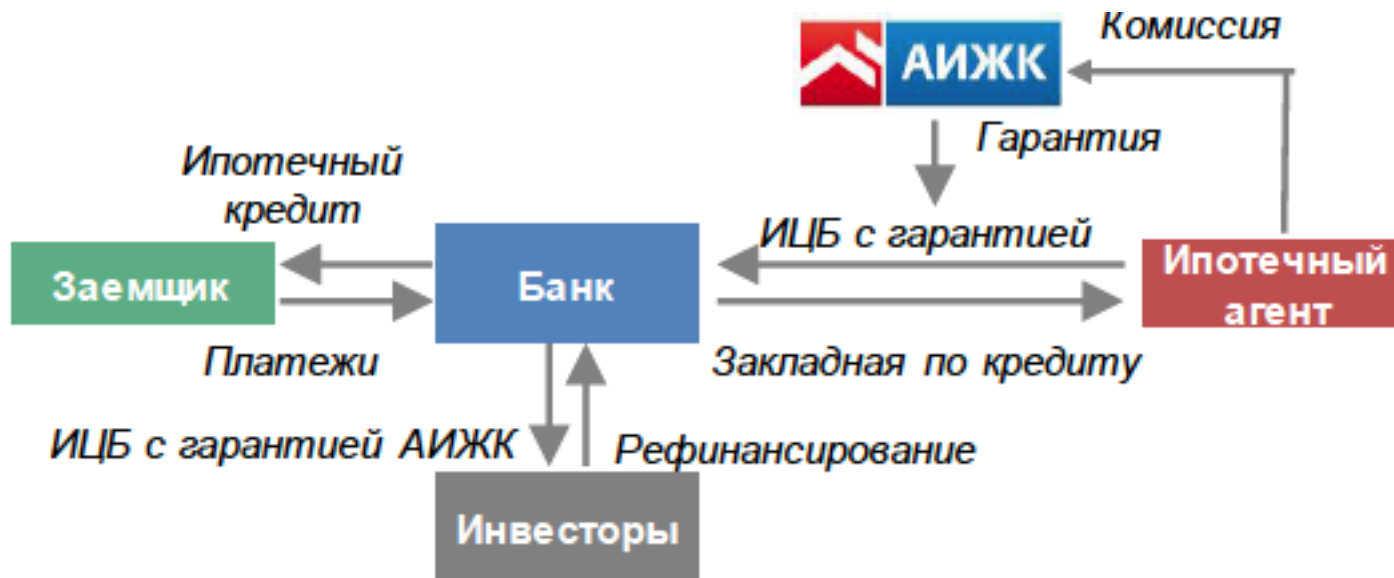 Комиссия
АИЖК
Гарантия
Ипотечный
кредит
ИЦБ с гарантией
Заемщик
Банк
Ипотечный
агент
Платежи
Закладная по кредиту
ИЦБ с гарантией АИЖК
Рефинансирование
Инвесторы